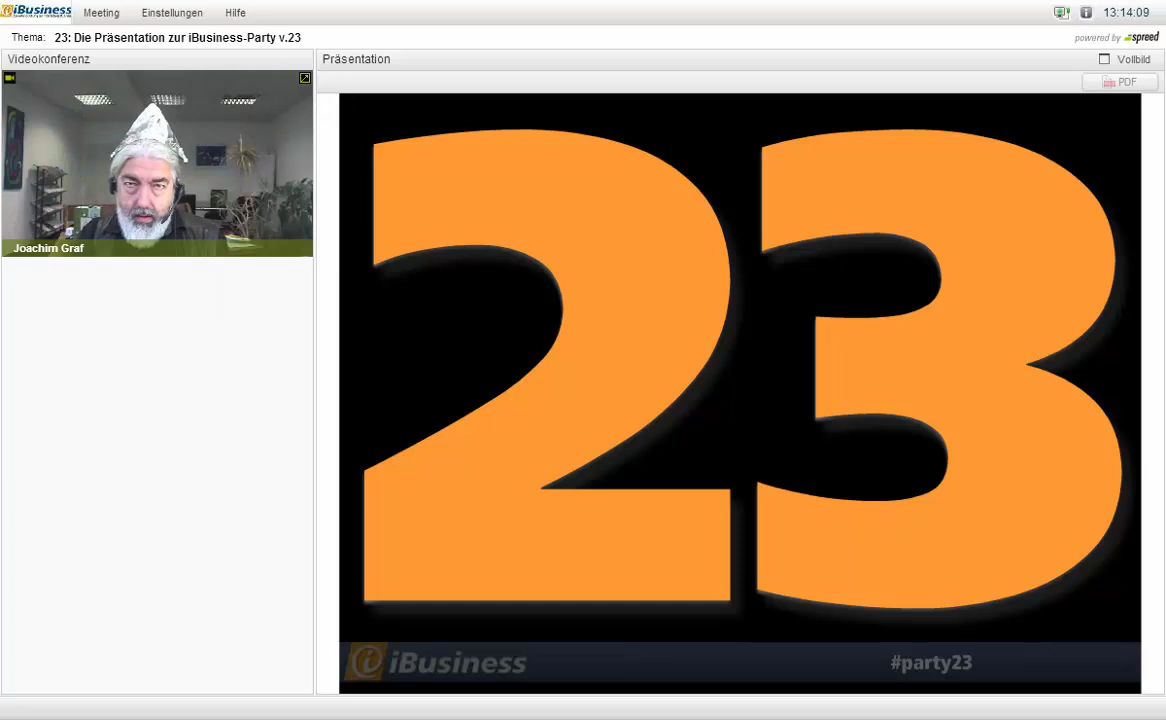 iBusiness
Meeting Einstellungen Hilfe
13:14:09
Thema: 23: Die Präsentation zur iBusiness-Party v.23
powered by spreed
Videokonferenz
Präsentation
Vollbild
PDF
Joachim Graf
23
iBusiness
#party23